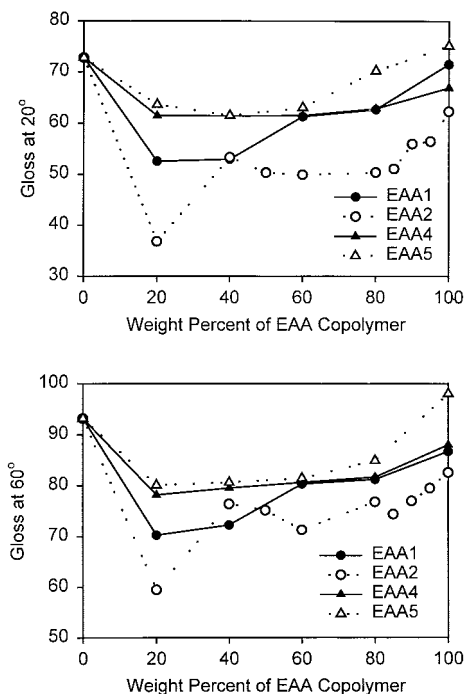 80
70
60
50
40
30
Gloss at 20°
EAA1
EAA2
EAA4
EAA5
0 20 40 60 80 100
Weight Percent of EAA Copolymer
100
90
80
70
60
50
Gloss at 60°
EAA1
EAA2
EAA4
EAA5
0 20 40 60 80 100
Weight Percent of EAA Copolymer